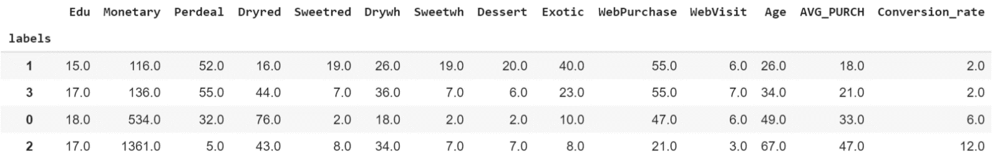 Edu Monetary Perdeal Dryred Sweetred Drywh Sweetwh Dessert Exotic WebPurchase WebVisit Age AVG_PURCH Conversion_rate
labels
1 15.0 116.0 52.0 16.0 19.0 26.0 19.0 20.0 40.0 55.0 6.0 26.0 18.0 2.0
3 17.0 136.0 55.0 44.0 7.0 36.0 7.0 6.0 23.0 55.0 7.0 34.0 21.0 2.0
0 18.0 534.0 32.0 76.0 2.0 18.0 2.0 2.0 10.0 47.0 6.0 49.0 33.0 6.0
2 17.0 1361.0 5.0 43.0 8.0 34.0 7.0 7.0 8.0 21.0 3.0 67.0 47.0 12.0